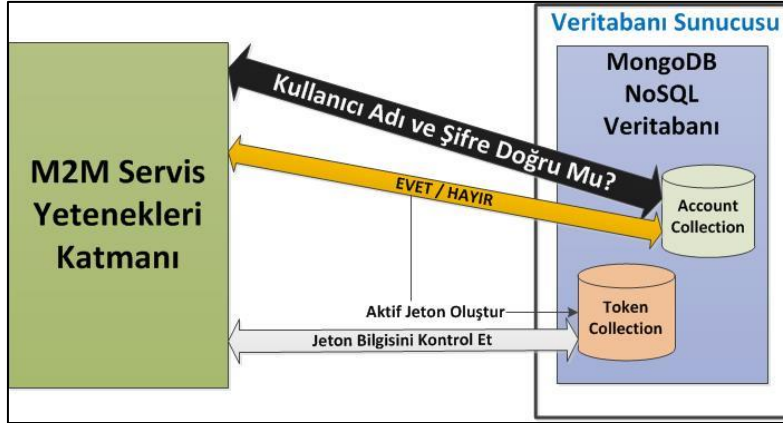 Veritabanı Sunucusu
MongoDB
NoSQL
Veritabanı
M2M Servis
Yetenekleri
Katmanı
Kullanıcı Adı ve Şifre Doğru Mu?
EVET / HAYIR
Account
Collection
Aktif Jeton Oluştur
Token
Collection
Jeton Bilgisini Kontrol Et